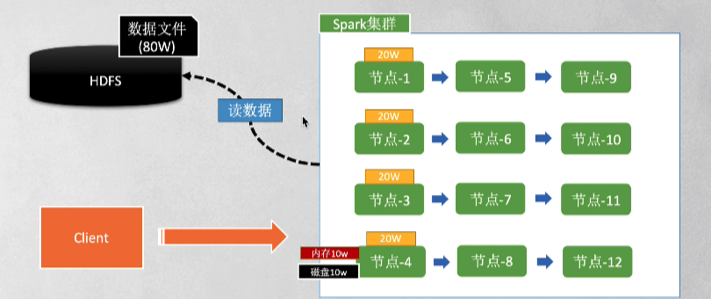 数据文件
(80W)
HDFS
读数据
Client
Spark集群
20W
节点-1
节点-5
节点-9
20W
节点-2
节点-6
节点-10
20W
节点-3
节点-7
节点-11
20W
内存10w
磁盘10w
节点-4
节点-8
节点-12